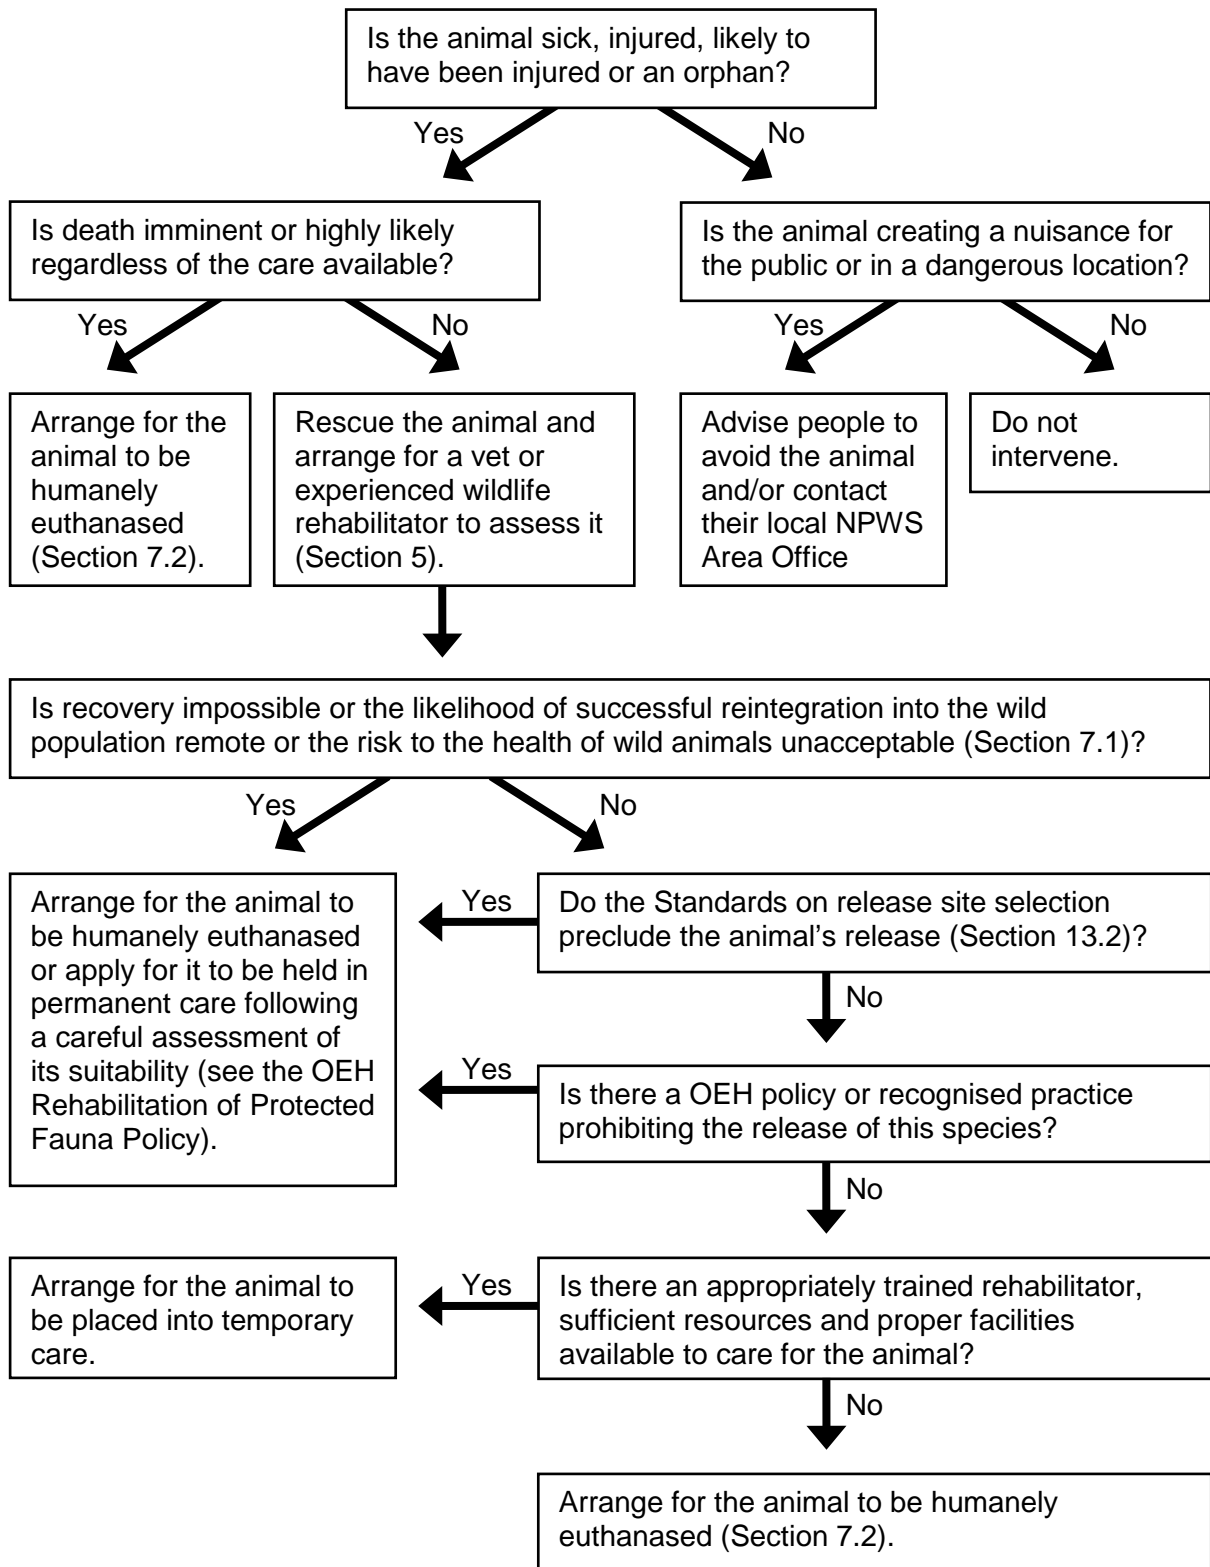 Is the animal sick, injured, likely to
have been injured or an orphan?
Yes
No
Is death imminent or highly likely
regardless of the care available?
Is the animal creating a nuisance for
the public or in a dangerous location?
Yes
No
Yes
No
Arrange for the
animal to be
humanely
euthanased
(Section 7.2).
Rescue the animal and
arrange for a vet or
experienced wildlife
rehabilitator to assess it
(Section 5).
Advise people to
avoid the animal
and/or contact
their local NPWS
Area Office
Do not
intervene.
Is recovery impossible or the likelihood of successful reintegration into the wild
population remote or the risk to the health of wild animals unacceptable (Section 7.1)?
Yes
No
Arrange for the animal to
be humanely euthanased
or apply for it to be held in
permanent care following
a careful assessment of
its suitability (see the OEH
Rehabilitation of Protected
Fauna Policy).
Yes
Do the Standards on release site selection
preclude the animal's release (Section 13.2)?
No
Yes
Is there a OEH policy or recognised practice
prohibiting the release of this species?
No
Arrange for the animal to
be placed into temporary
care.
Yes
Is there an appropriately trained rehabilitator,
sufficient resources and proper facilities
available to care for the animal?
No
Arrange for the animal to be humanely
euthanased (Section 7.2).